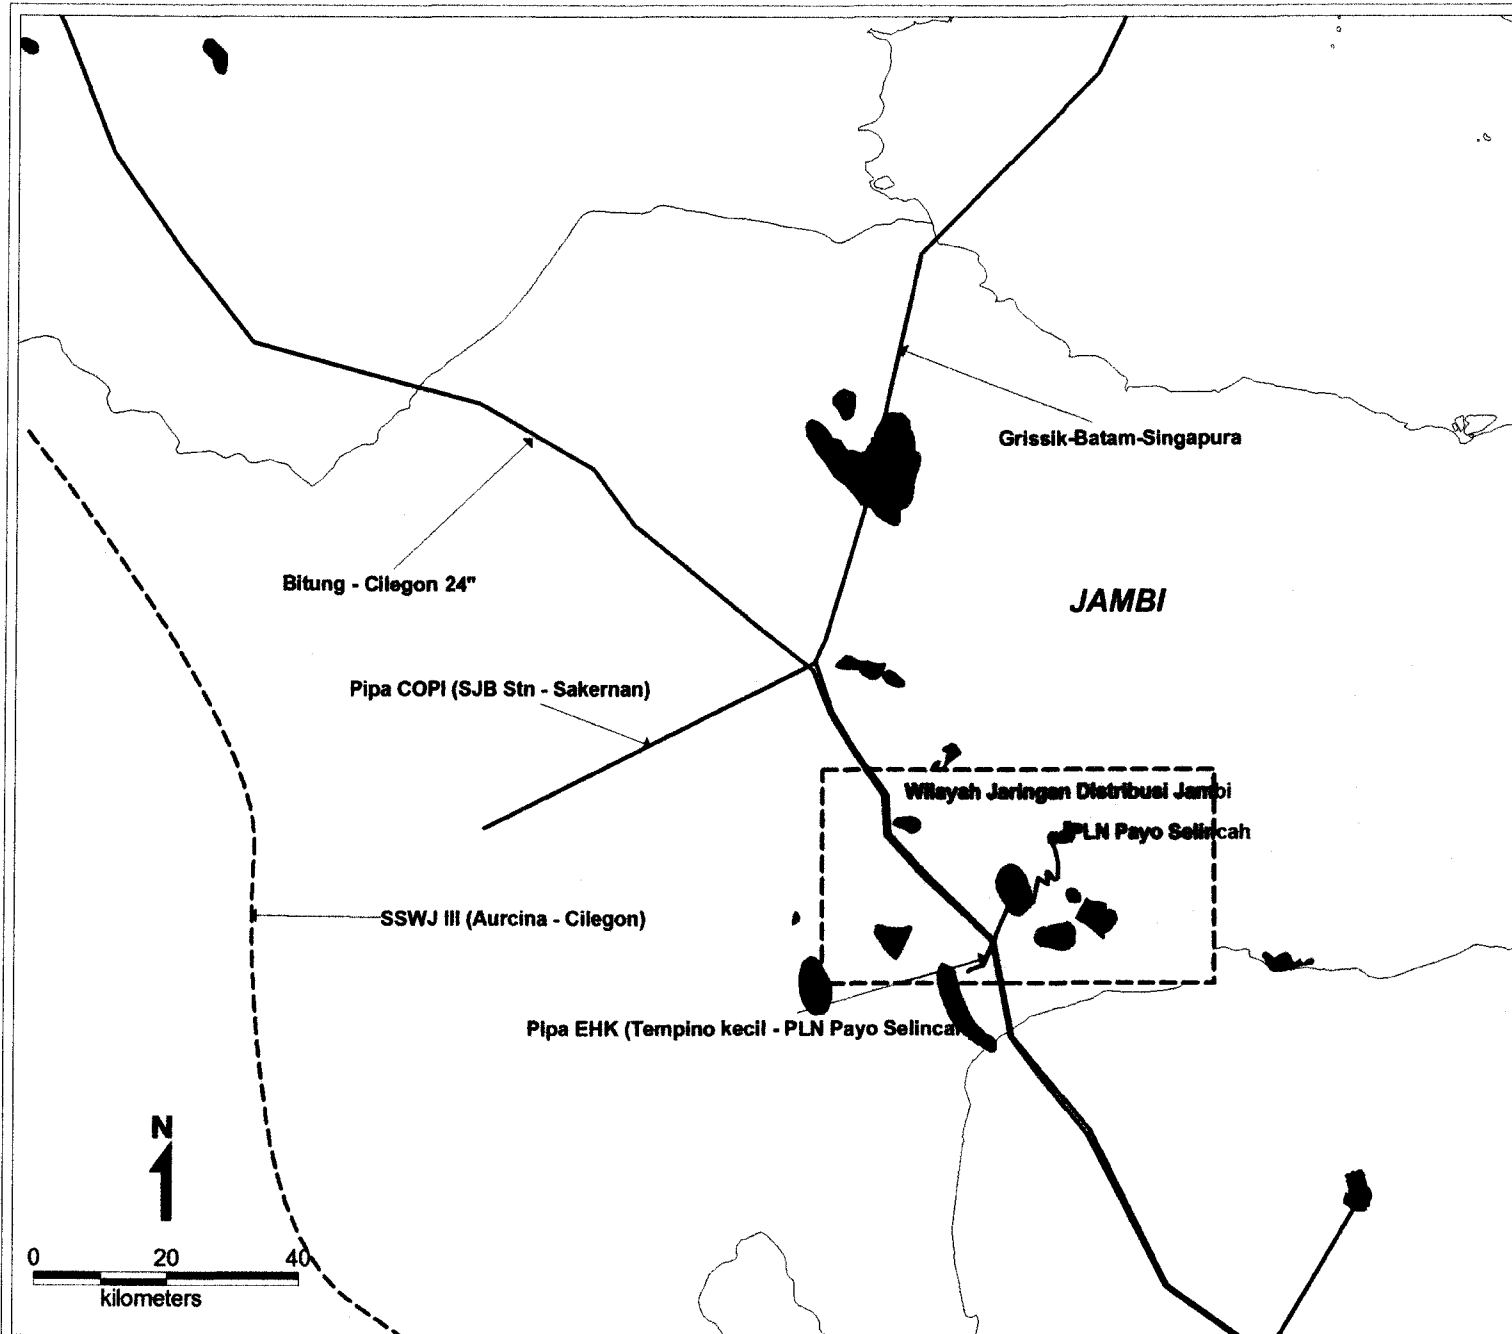 Grissik-Batam-Singapura
Bitung - Cilegon 24"
JAMBI
Pipa COPI (SJB Stn - Sakernan)
Wilayah Jaringan Distribusi Jambi
PLN Payo Selincah
SSWJ III (Aurcina - Cilegon)
Pipa EHK (Tempino kecil - PLN Payo Selincah
N
0 20 40
kilometers